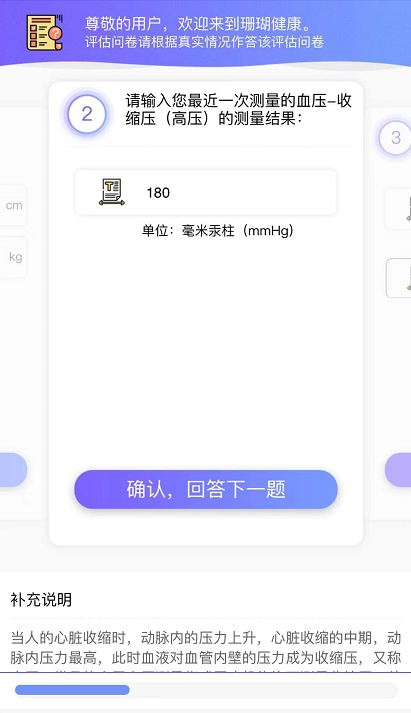 尊敬的用户，欢迎来到珊瑚健康。
评估问卷请根据真实情况作答该评估问卷
2
请输入您最近一次测量的血压-收
缩压（高压）的测量结果：
3
cm
T
180
kg
单位：毫米汞柱（mmHg）
确认，回答下一题
补充说明
当人的心脏收缩时，动脉内的压力上升，心脏收缩的中期，动
脉内压力最高，此时血液对血管内壁的压力成为收缩压，又称